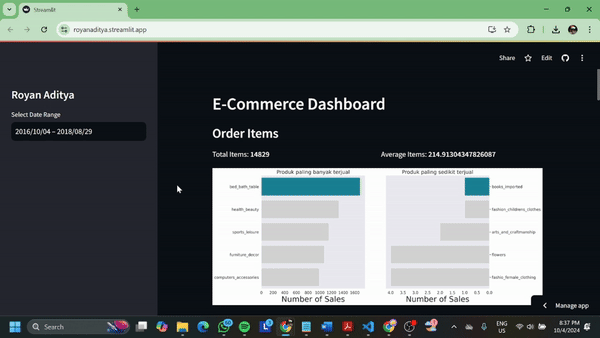 Streamlit
royanaditya.streamlit.app
Share
Edit
Royan Aditya
Select Date Range
2016/10/04 – 2018/08/29
E-Commerce Dashboard
Order Items
Total Items: 14829
Average Items: 214.91304347826087
Produk paling banyak terjual
Produk paling sedikit terjual
bed_bath_table
health_beauty
sports_leisure
furniture_decor
computers_accessories
books_imported
fashion_childrens_clothes
arts_and_craftmanship
flowers
fashio_female_clothing
0 200 400 600 800 1000 1200 1400 1600
4.0 3.5 3.0 2.5 2.0 1.5 1.0 0.5 0.0
Number of Sales
Number of Sales
Manage app
Search
ENG
US
8:37 PM
10/4/2024